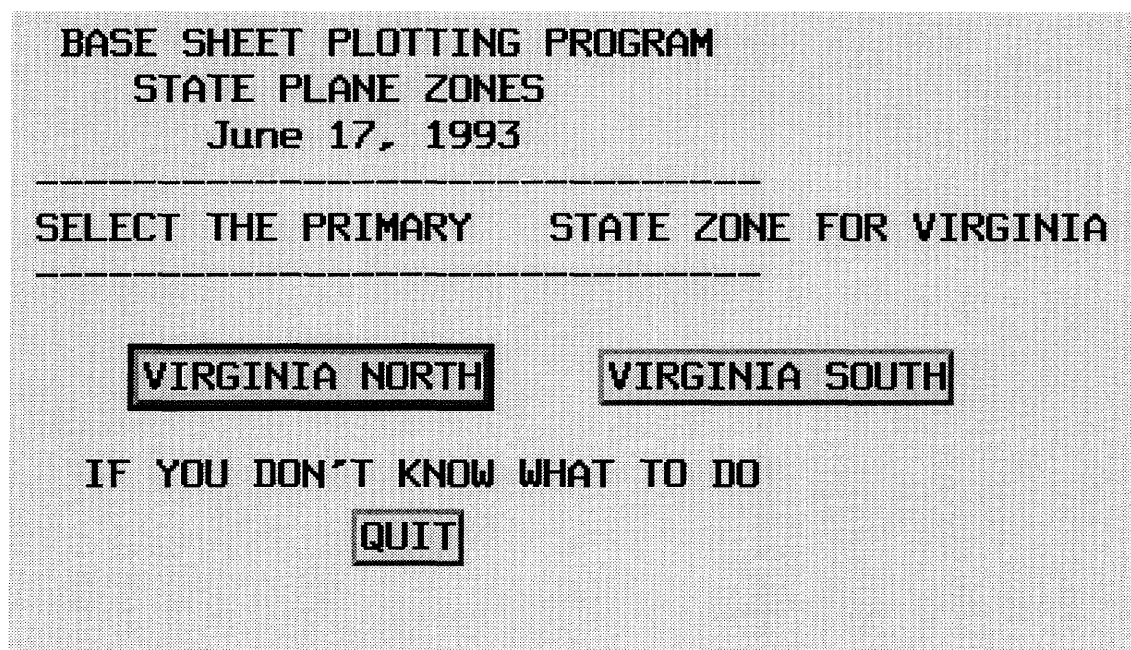 BASE SHEET PLOTTING PROGRAM
STATE PLANE ZONES
June 17, 1993
------------------------------
SELECT THE PRIMARY   STATE ZONE FOR VIRGINIA
------------------------------
VIRGINIA NORTH VIRGINIA SOUTH
IF YOU DON'T KNOW WHAT TO DO
QUIT